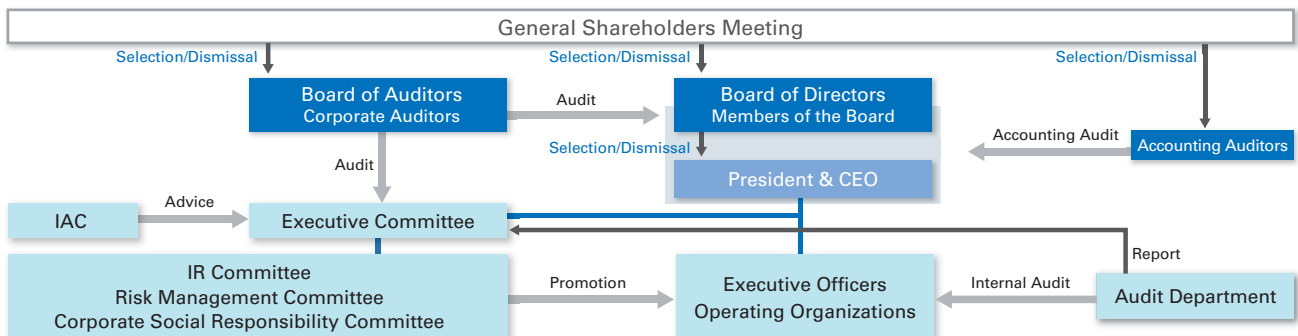 General Shareholders Meeting
Selection/Dismissal
Selection/Dismissal
Selection/Dismissal
Board of Auditors
Corporate Auditors
Audit
Board of Directors
Members of the Board
Accounting Audit
Accounting Auditors
Selection/Dismissal
Audit
President & CEO
IAC
Advice
Executive Committee
Report
IR Committee
Risk Management Committee
Corporate Social Responsibility Committee
Promotion
Executive Officers
Operating Organizations
Internal Audit
Audit Department